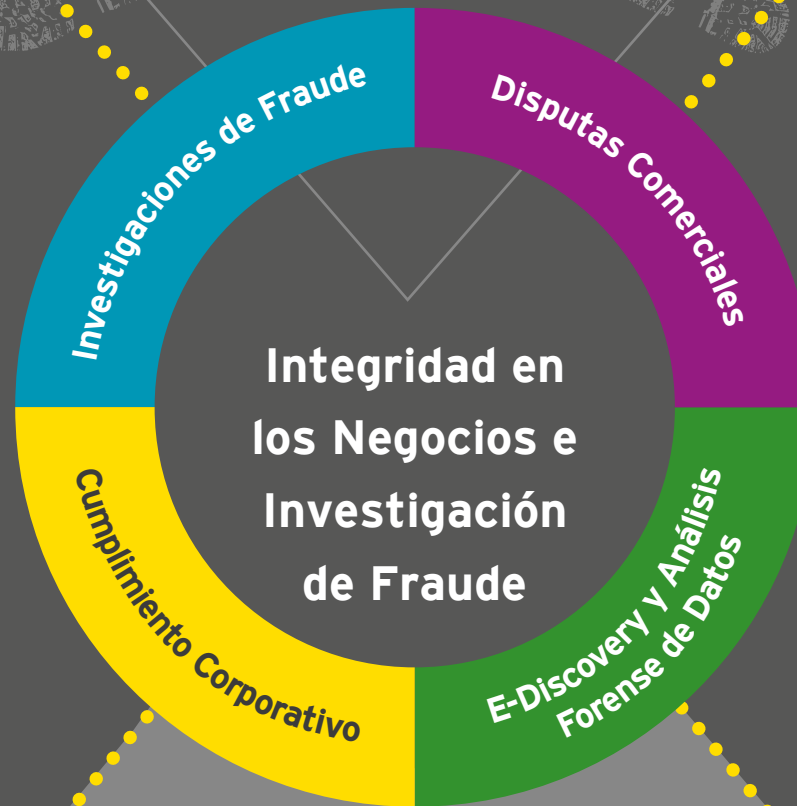 Investigaciones de Fraude
Disputas Comerciales
Integridad en
los Negocios e
Investigación
de Fraude
Cumplimiento Corporativo
E-Discovery y Análisis
Forense de Datos